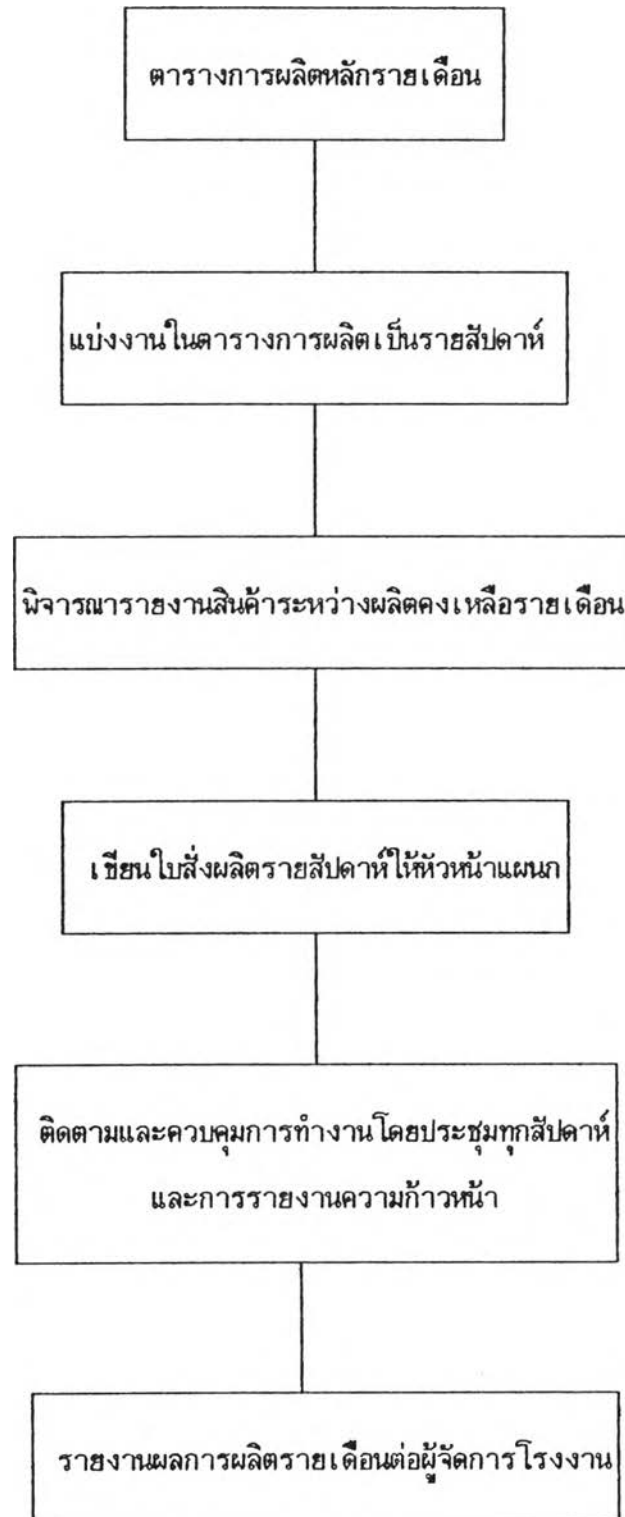 ตารางการผลิตหลักรายเดือน
แบ่งงานในตารางการผลิตเป็นรายสัปดาห์
พิจารณารายงานสินค้าระหว่างผลิตคงเหลือรายเดือน
เขียนใบสั่งผลิตรายสัปดาห์ให้หัวหน้าแผนก
ติดตามและควบคุมการทำงานโดยประชุมทุกสัปดาห์
และการรายงานความก้าวหน้า
รายงานผลการผลิตรายเดือนต่อผู้จัดการโรงงาน